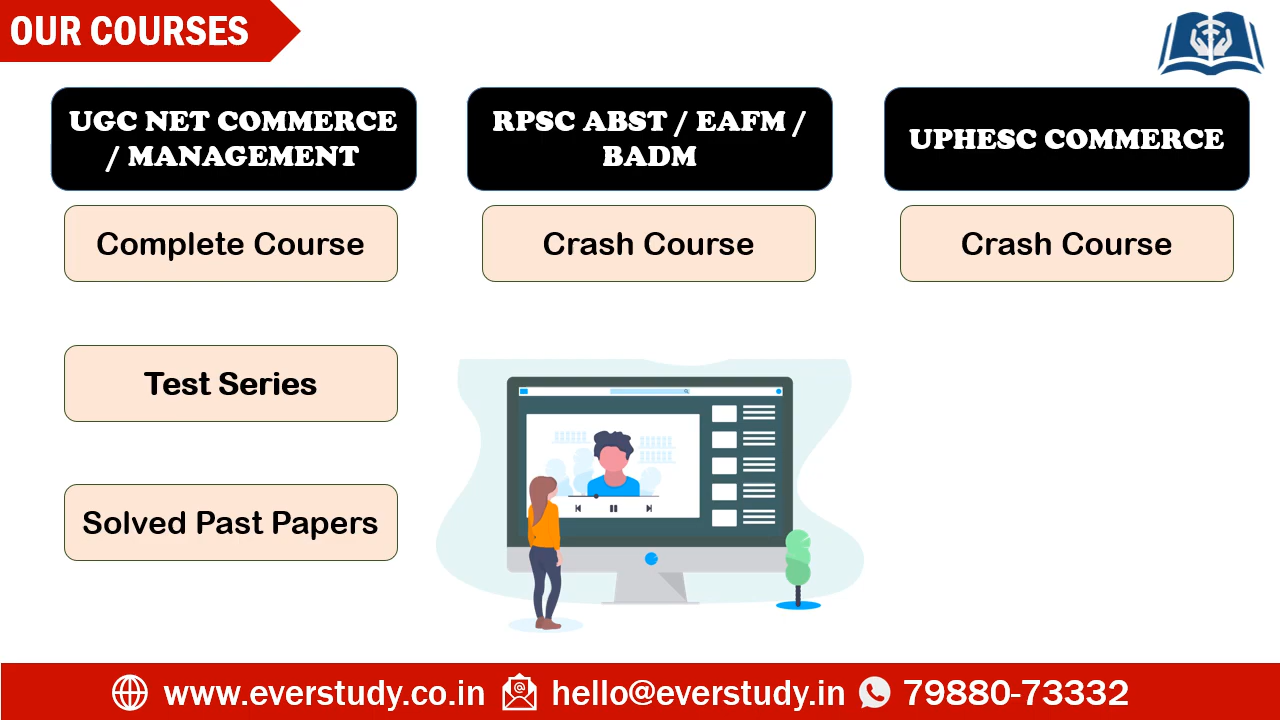 OUR COURSES
UGC NET COMMERCE
/ MANAGEMENT
Complete Course
Test Series
Solved Past Papers
RPSC ABST / EAFM /
BADM
Crash Course
UPHESC COMMERCE
Crash Course
www.everstudy.co.in hello@everstudy.in 79880-73332